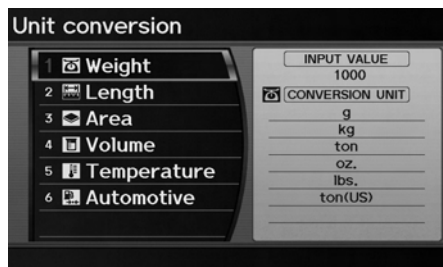 Unit conversion
1 Weight
2 Length
3 Area
4 Volume
5 Temperature
6 Automotive
INPUT VALUE
1000
CONVERSION UNIT
g
kg
ton
oz.
lbs.
ton(US)